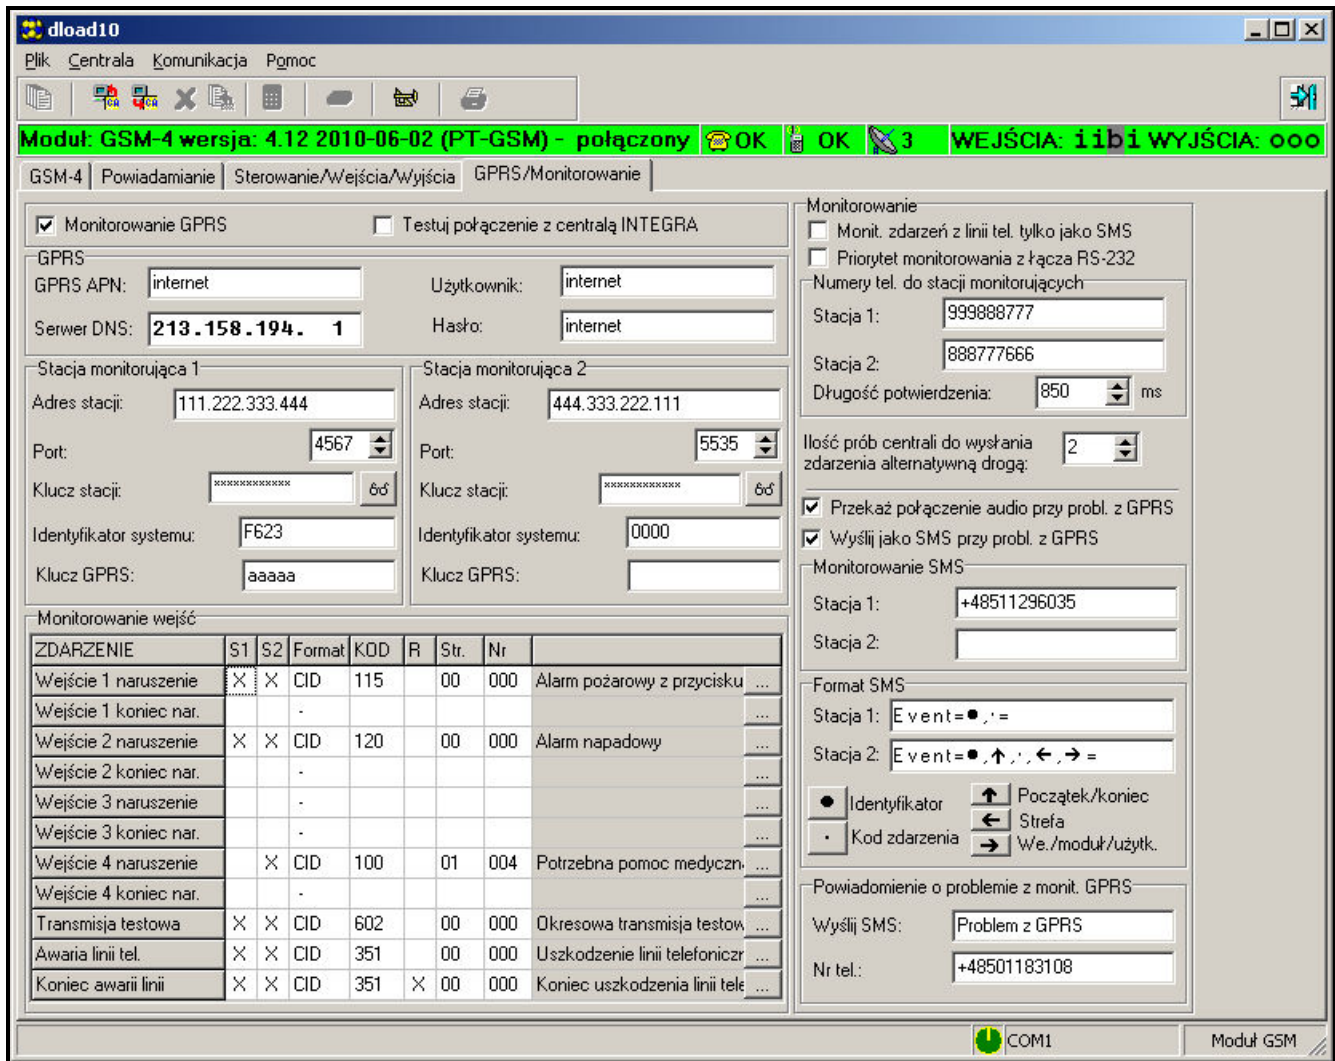 dload10
Plik Centrala Komunikacja Pomoc
Moduł: GSM-4 wersja: 4.12 2010-06-02 (PT-GSM) - połączony OK OK 3 WEJŚCIA: iibi WYJŚCIA: ooo
GSM-4 Powiadamianie Sterowanie/Wejścia/Wyjścia GPRS/Monitorowanie
Monitorowanie GPRS Testuj połączenie z centralą INTEGRA
GPRS
GPRS APN: internet Użytkownik: internet
Serwer DNS: 213.158.194. 1 Hasło: internet
Stacja monitorująca 1
Adres stacji: 111.222.333.444
Port: 4567
Klucz stacji: xxxxxxxxxxxx
Identyfikator systemu: F623
Klucz GPRS: aaaaa
Stacja monitorująca 2
Adres stacji: 444.333.222.111
Port: 5535
Klucz stacji: xxxxxxxxxxxx
Identyfikator systemu: 0000
Klucz GPRS:
Monitorowanie wejść
ZDARZENIE S1 S2 Format KOD R Str. Nr
Wejście 1 naruszenie X X CID 115 00 000 Alarm pożarowy z przycisku ...
Wejście 1 koniec nar. - ...
Wejście 2 naruszenie X X CID 120 00 000 Alarm napadowy ...
Wejście 2 koniec nar. - ...
Wejście 3 naruszenie - ...
Wejście 3 koniec nar. - ...
Wejście 4 naruszenie X CID 100 01 004 Potrzebna pomoc medyczn ...
Wejście 4 koniec nar. - ...
Transmisja testowa X X CID 602 00 000 Okresowa transmisja testow ...
Awaria linii tel. X X CID 351 00 000 Uszkodzenie linii telefoniczr ...
Koniec awarii linii X X CID 351 X 00 000 Koniec uszkodzenia linii tele ...
Monitorowanie
Monit. zdarzeń z linii tel. tylko jako SMS
Priorytet monitorowania z łącza RS-232
Numery tel. do stacji monitorujących
Stacja 1: 999888777
Stacja 2: 888777666
Długość potwierdzenia: 850 ms
Ilość prób centrali do wysłania
zdarzenia alternatywną drogą: 2
Przekaż połączenie audio przy probl. z GPRS
Wyślij jako SMS przy probl. z GPRS
Monitorowanie SMS
Stacja 1: +48511296035
Stacja 2:
Format SMS
Stacja 1: Event=●,·=
Stacja 2: Event=●,↑,·,←,→=
● Identyfikator ↑ Początek/koniec
← Strefa
· Kod zdarzenia → We./moduł/użytk.
Powiadomienie o problemie z monit. GPRS
Wyślij SMS: Problem z GPRS
Nr tel.: +48501183108
COM1 Moduł GSM